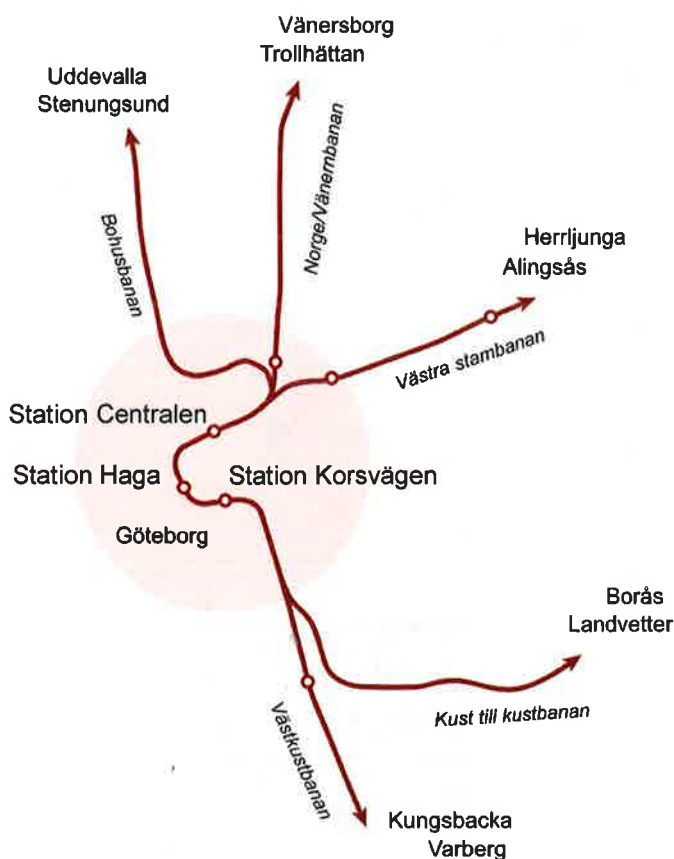 Vänersborg
Trollhättan
Uddevalla
Stenungsund
Bohusbanan
Norge/Vänernbanan
Herrljunga
Alingsås
Västra stambanan
Station Centralen
Station Haga
Station Korsvägen
Göteborg
Borås
Landvetter
Kust till kustbanan
Västkustbanan
Kungsbacka
Varberg